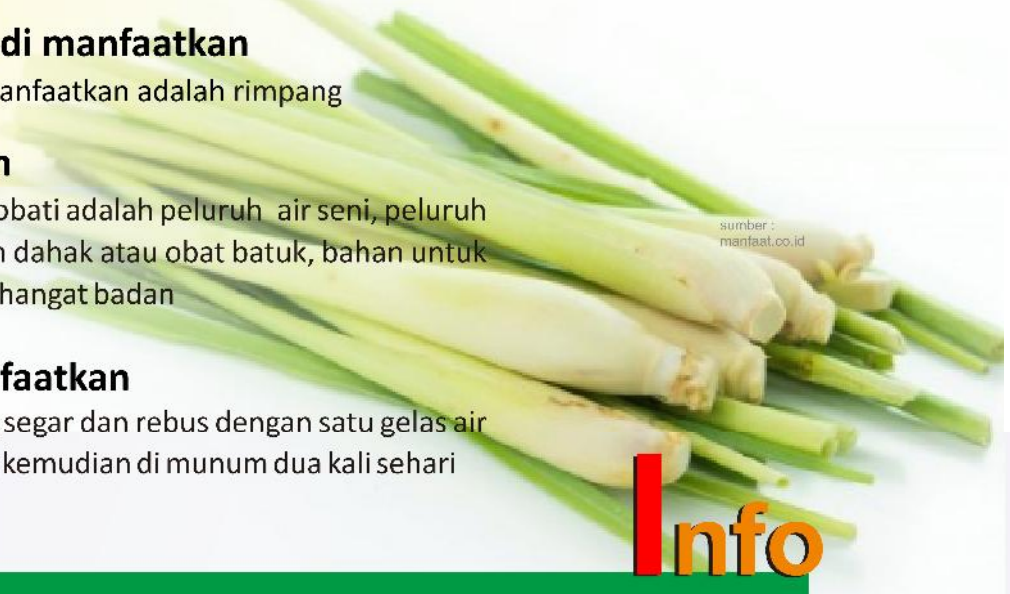 di manfaatkan
anfaatkan adalah rimpang
n
obati adalah peluruh air seni, peluruh
n dahak atau obat batuk, bahan untuk
hangat badan
faatkan
segar dan rebus dengan satu gelas air
kemudian di munum dua kali sehari
sumber :
manfaat.co.id
Info